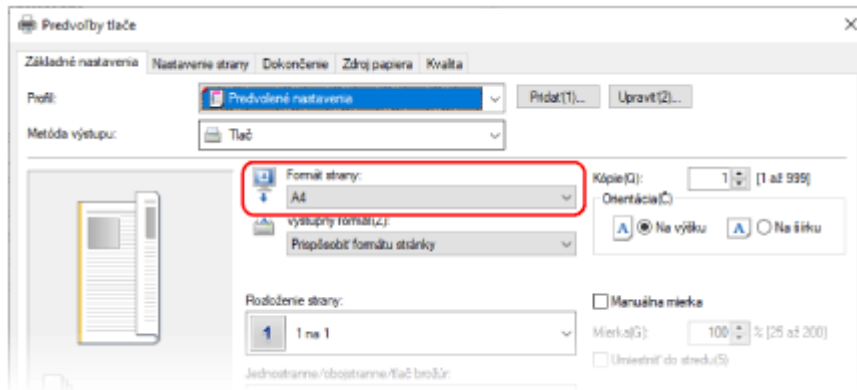 Predvoľby tlače
Základné nastavenia Nastavenie strany Dokončenie Zdroj papiera Kvalita
Profil: Predvolené nastavenia Pridať(1)... Upraviť(2)...
Metóda výstupu: Tlač
Formát strany:
A4
Kópie(Q): 1 [1 až 999]
Orientácia(Č)
výstupný formát(Z):
A Na výšku A Na šírku
Prispôsobiť formátu stránky
Rozloženie strany:
Manuálna mierka
1 1 na 1
Mierka(G): 100 % [25 až 200]
Umiestniť do stredu(5)
Jednostranne/obojstranne/tlač brožúr: